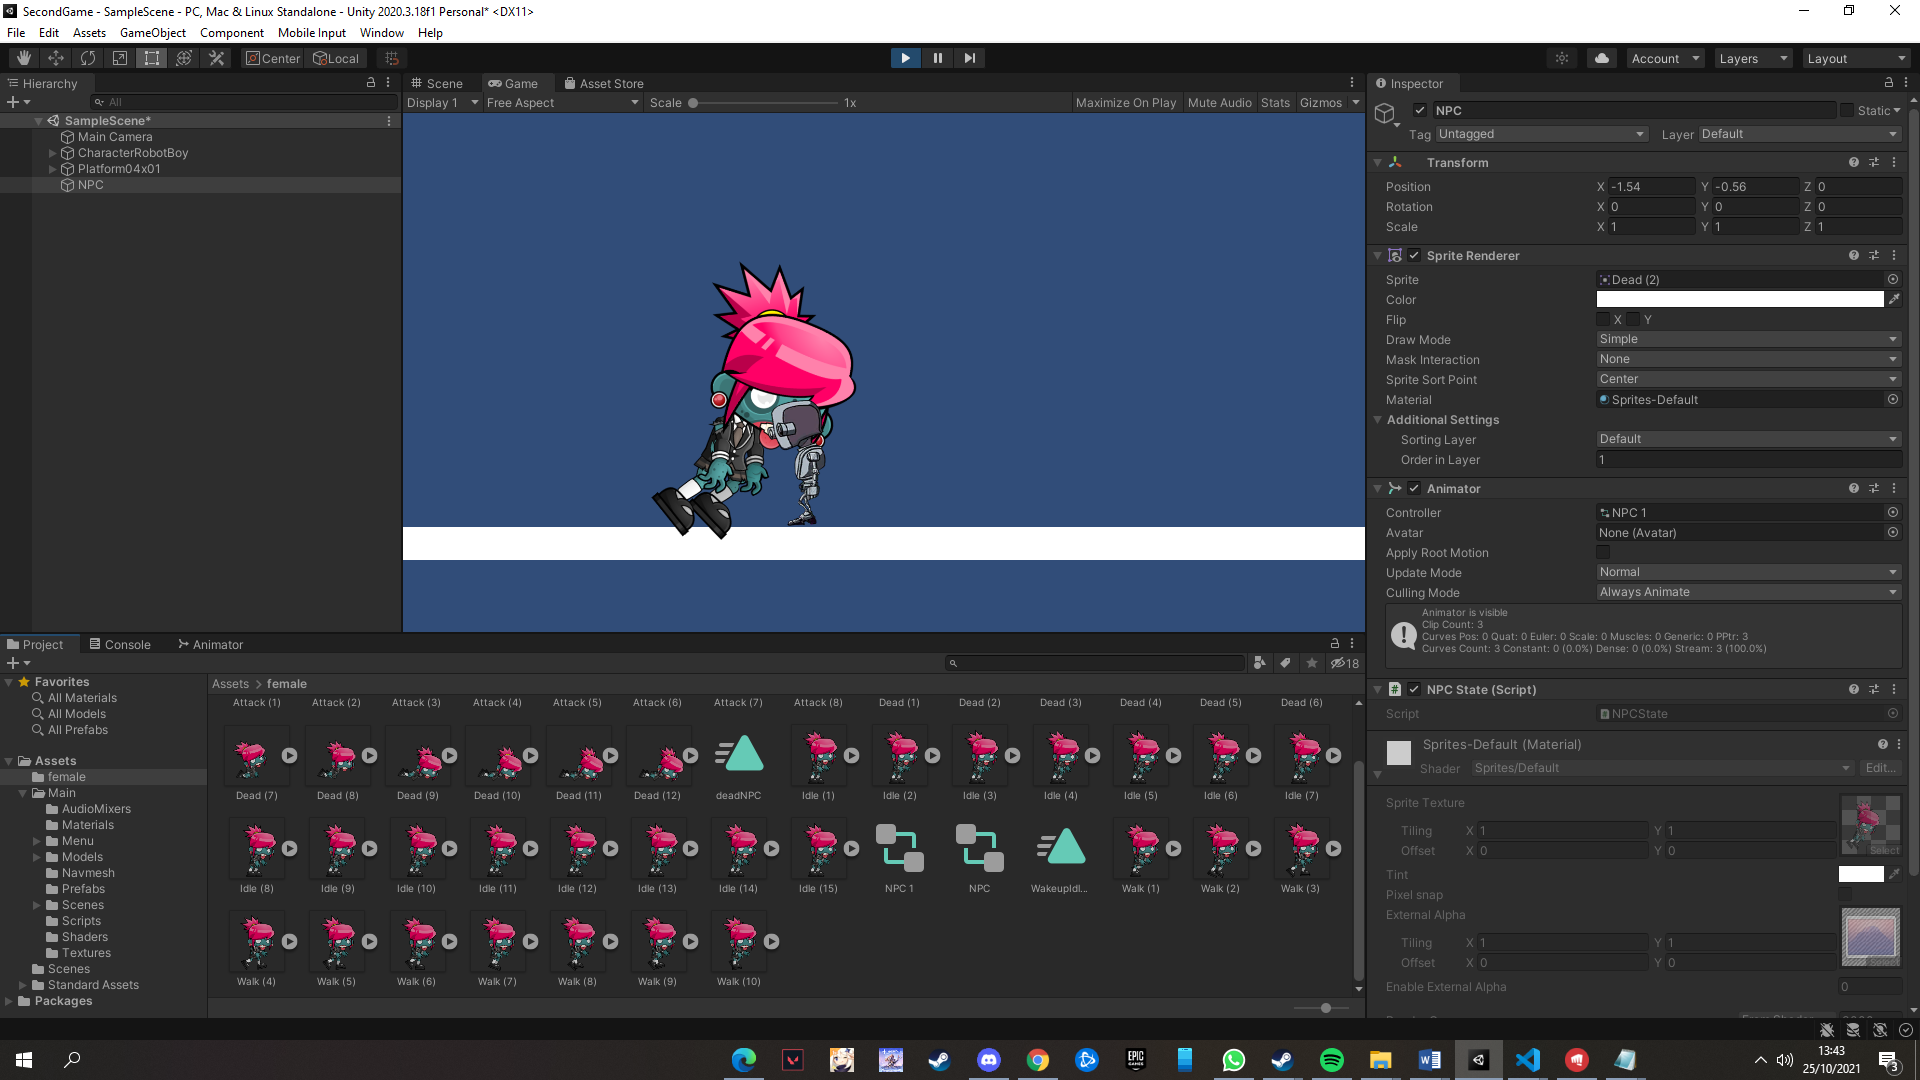 SecondGame - SampleScene - PC, Mac & Linux Standalone - Unity 2020.3.18f1 Personal* <DX11>
File Edit Assets GameObject Component Mobile Input Window Help
Center Local Account Layers Layout
Hierarchy
All
SampleScene*
Main Camera
CharacterRobotBoy
Platform04x01
NPC
Scene Game Asset Store
Display 1 Free Aspect Scale 1x Maximize On Play Mute Audio Stats Gizmos
Inspector
NPC Static
Tag Untagged Layer Default
Transform
Position X -1.54 Y -0.56 Z 0
Rotation X 0 Y 0 Z 0
Scale X 1 Y 1 Z 1
Sprite Renderer
Sprite Dead (2)
Color
Flip X Y
Draw Mode Simple
Mask Interaction None
Sprite Sort Point Center
Material Sprites-Default
Additional Settings
Sorting Layer Default
Order in Layer 1
Animator
Controller NPC 1
Avatar None (Avatar)
Apply Root Motion
Update Mode Normal
Culling Mode Always Animate
Animator is visible
Clip Count: 3
Curves Pos: 0 Quat: 0 Euler: 0 Scale: 0 Muscles: 0 Generic: 0 PPtr: 3
Curves Count: 3 Constant: 0 (0.0%) Dense: 0 (0.0%) Stream: 3 (100.0%)
NPC State (Script)
Script NPCState
Sprites-Default (Material)
Shader Sprites/Default Edit...
Sprite Texture
Tiling X 1 Y 1
Offset X 0 Y 0
Select
Tint
Pixel snap
External Alpha
Tiling X 1 Y 1
Offset X 0 Y 0
Select
Enable External Alpha 0
Project Console Animator
18
Favorites
All Materials
All Models
All Prefabs
Assets
female
Main
AudioMixers
Materials
Menu
Models
Navmesh
Prefabs
Scenes
Scripts
Shaders
Textures
Scenes
Standard Assets
Packages
Assets > female
Attack (1) Attack (2) Attack (3) Attack (4) Attack (5) Attack (6) Attack (7) Attack (8) Dead (1) Dead (2) Dead (3) Dead (4) Dead (5) Dead (6)
Dead (7) Dead (8) Dead (9) Dead (10) Dead (11) Dead (12) deadNPC Idle (1) Idle (2) Idle (3) Idle (4) Idle (5) Idle (6) Idle (7)
Idle (8) Idle (9) Idle (10) Idle (11) Idle (12) Idle (13) Idle (14) Idle (15) NPC 1 NPC WakeupIdl... Walk (1) Walk (2) Walk (3)
Walk (4) Walk (5) Walk (6) Walk (7) Walk (8) Walk (9) Walk (10)
EPIC GAMES
13:43
25/10/2021
3